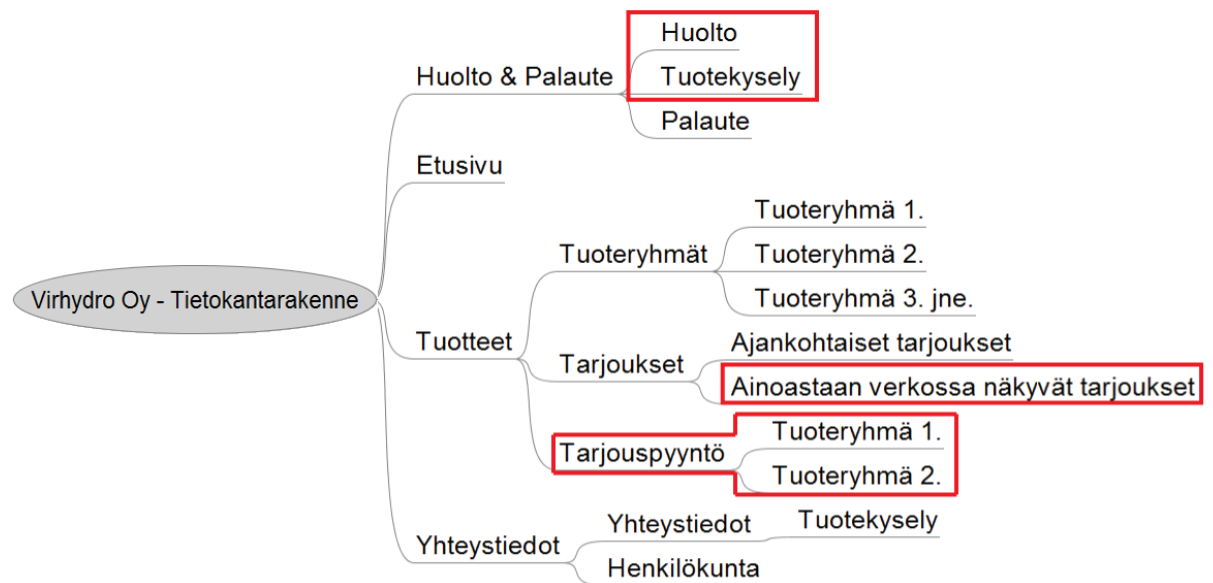 Huolto
Huolto & Palaute
Tuotekysely
Palaute
Etusivu
Tuoteryhmä 1.
Tuoteryhmät
Tuoteryhmä 2.
Tuoteryhmä 3. jne.
Virhydro Oy - Tietokantarakenne
Tuotteet
Ajankohtaiset tarjoukset
Tarjoukset
Ainoastaan verkossa näkyvät tarjoukset
Tuoteryhmä 1.
Tarjouspyyntö
Tuoteryhmä 2.
Yhteystiedot
Yhteystiedot
Tuotekysely
Henkilökunta